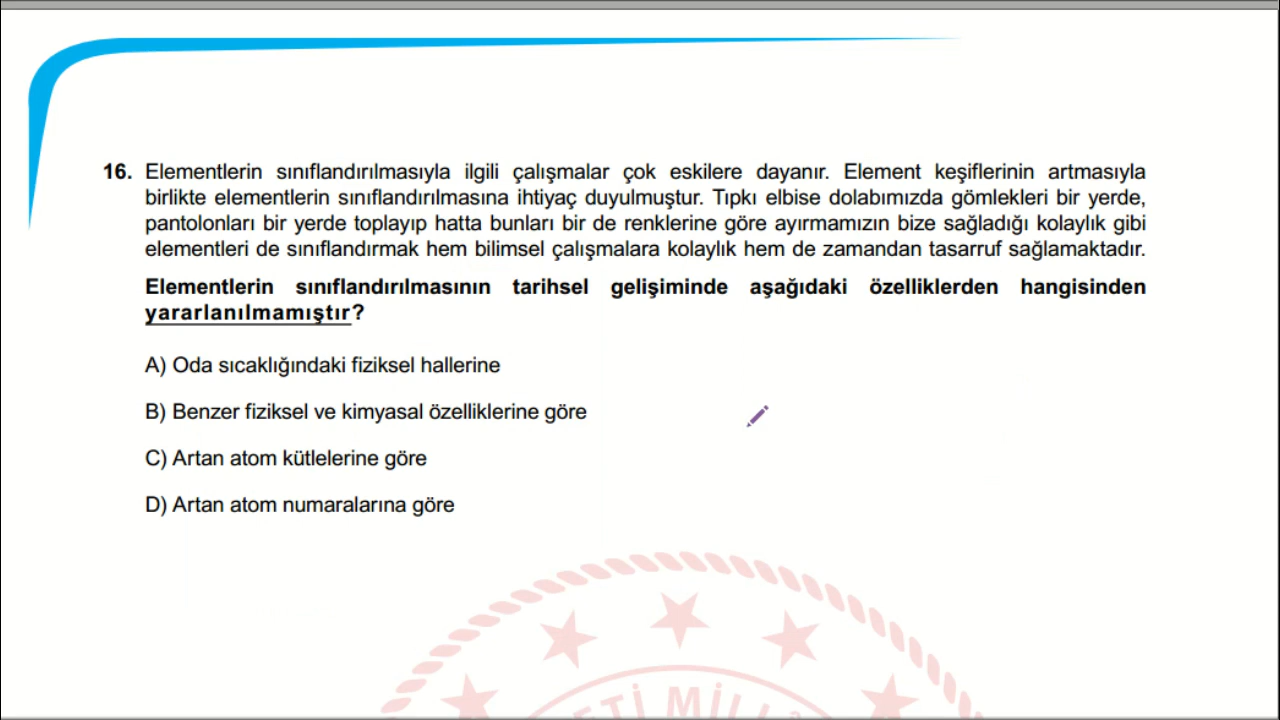 16. Elementlerin sınıflandırılmasıyla ilgili çalışmalar çok eskilere dayanır. Element keşiflerinin artmasıyla
birlikte elementlerin sınıflandırılmasına ihtiyaç duyulmuştur. Tıpkı elbise dolabımızda gömlekleri bir yerde,
pantolonları bir yerde toplayıp hatta bunları bir de renklerine göre ayırmamızın bize sağladığı kolaylık gibi
elementleri de sınıflandırmak hem bilimsel çalışmalara kolaylık hem de zamandan tasarruf sağlamaktadır.
Elementlerin sınıflandırılmasının tarihsel gelişiminde aşağıdaki özelliklerden hangisinden
yararlanılmamıştır?
A) Oda sıcaklığındaki fiziksel hallerine
B) Benzer fiziksel ve kimyasal özelliklerine göre
C) Artan atom kütlelerine göre
D) Artan atom numaralarına göre